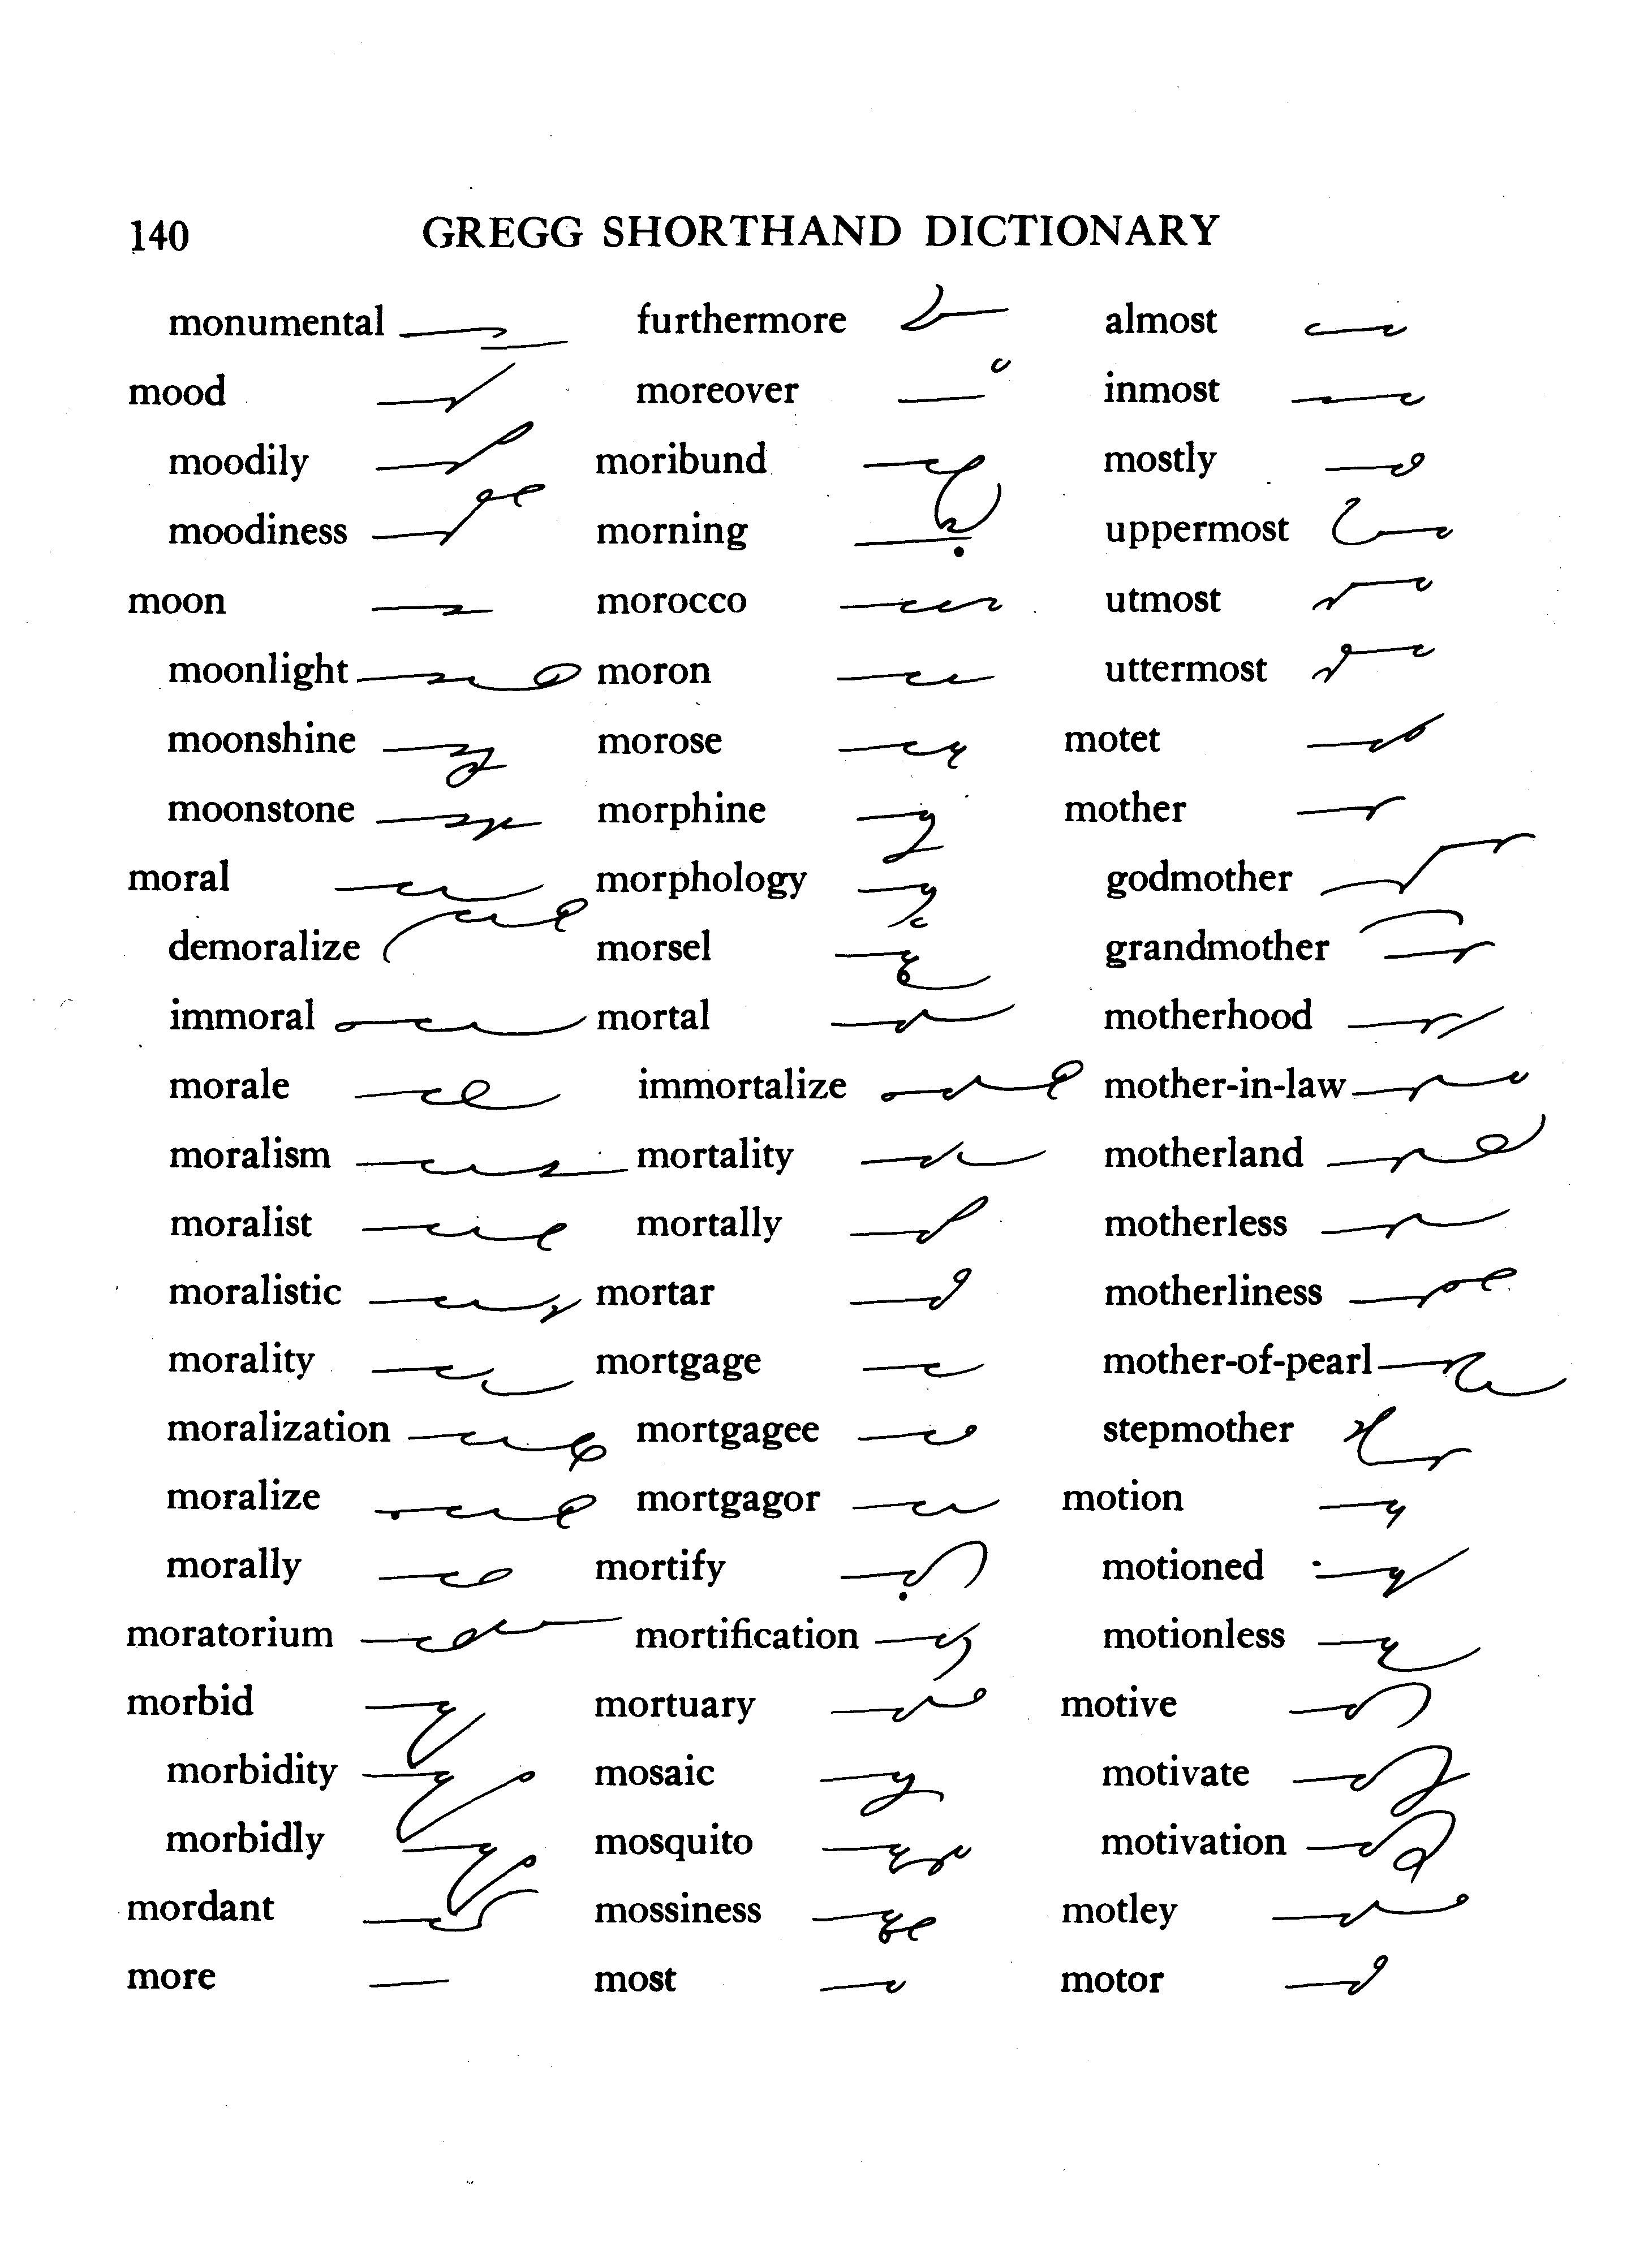 140 GREGG SHORTHAND DICTIONARY
monumental
mood
moodily
moodiness
moon
moonlight
moonshine
moonstone
moral
demoralize
immoral
morale
moralism
moralist
moralistic
morality
moralization
moralize
morally
moratorium
morbid
morbidity
morbidly
mordant
more
furthermore
moreover
moribund
morning
morocco
moron
morose
morphine
morphology
morsel
mortal
immortalize
mortality
mortally
mortar
mortgage
mortgagee
mortgagor
mortify
mortification
mortuary
mosaic
mosquito
mossiness
most
almost
inmost
mostly
uppermost
utmost
uttermost
motet
mother
godmother
grandmother
motherhood
mother-in-law
motherland
motherless
motherliness
mother-of-pearl
stepmother
motion
motioned
motionless
motive
motivate
motivation
motley
motor